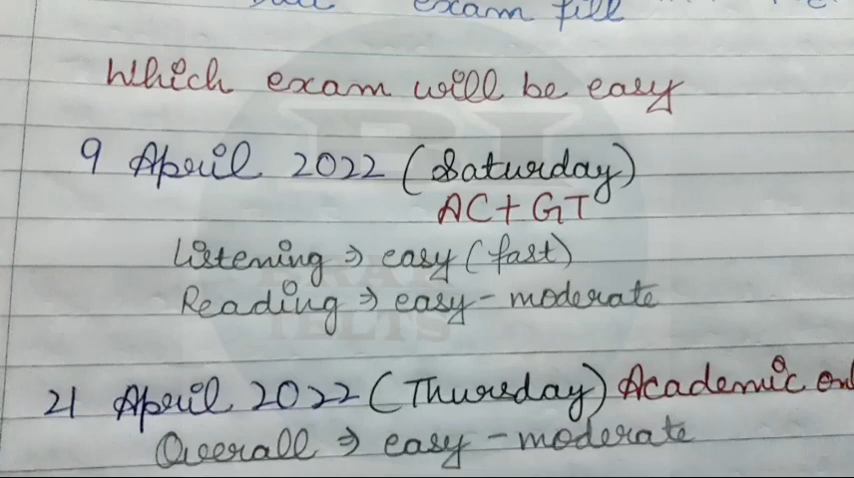 exam fill
Which exam will be easy
9 April 2022 (Saturday)
AC + GT
Listening ⇒ easy (fast)
Reading ⇒ easy - moderate
IELTS
21 April 2022 (Thursday) Academic
Overall ⇒ easy - moderate